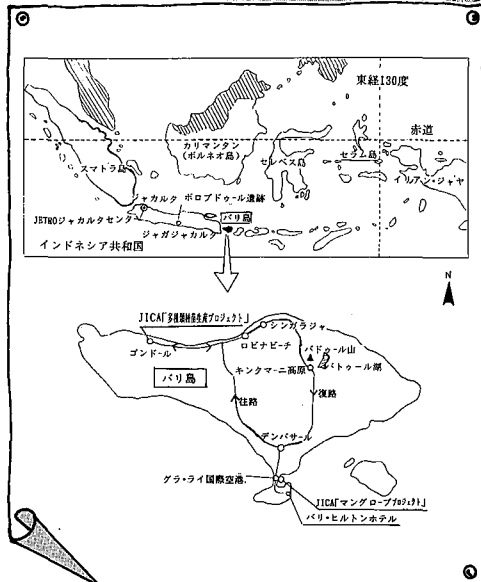 東経130度
赤道
カリマンタン
(ボルネオ島)
スマトラ島
セレベス島
セラム島
イルアン・ジャヤ
ジャカルタ ボロブドゥール遺跡
バリ島
JETROジャカルタセンター
ジャガジャカルタ
インドネシア共和国
N
JICA「多種類種苗生産プロジェクト」
シンガラジャ
ロビナビーチ
ゴンドール
バドゥール山
キンタマーニ高原
バトゥール湖
バリ島
往路
復路
デンパサール
グラ・ライ国際空港
JICA「マングローブプロジェクト」
バリ・ヒルトンホテル